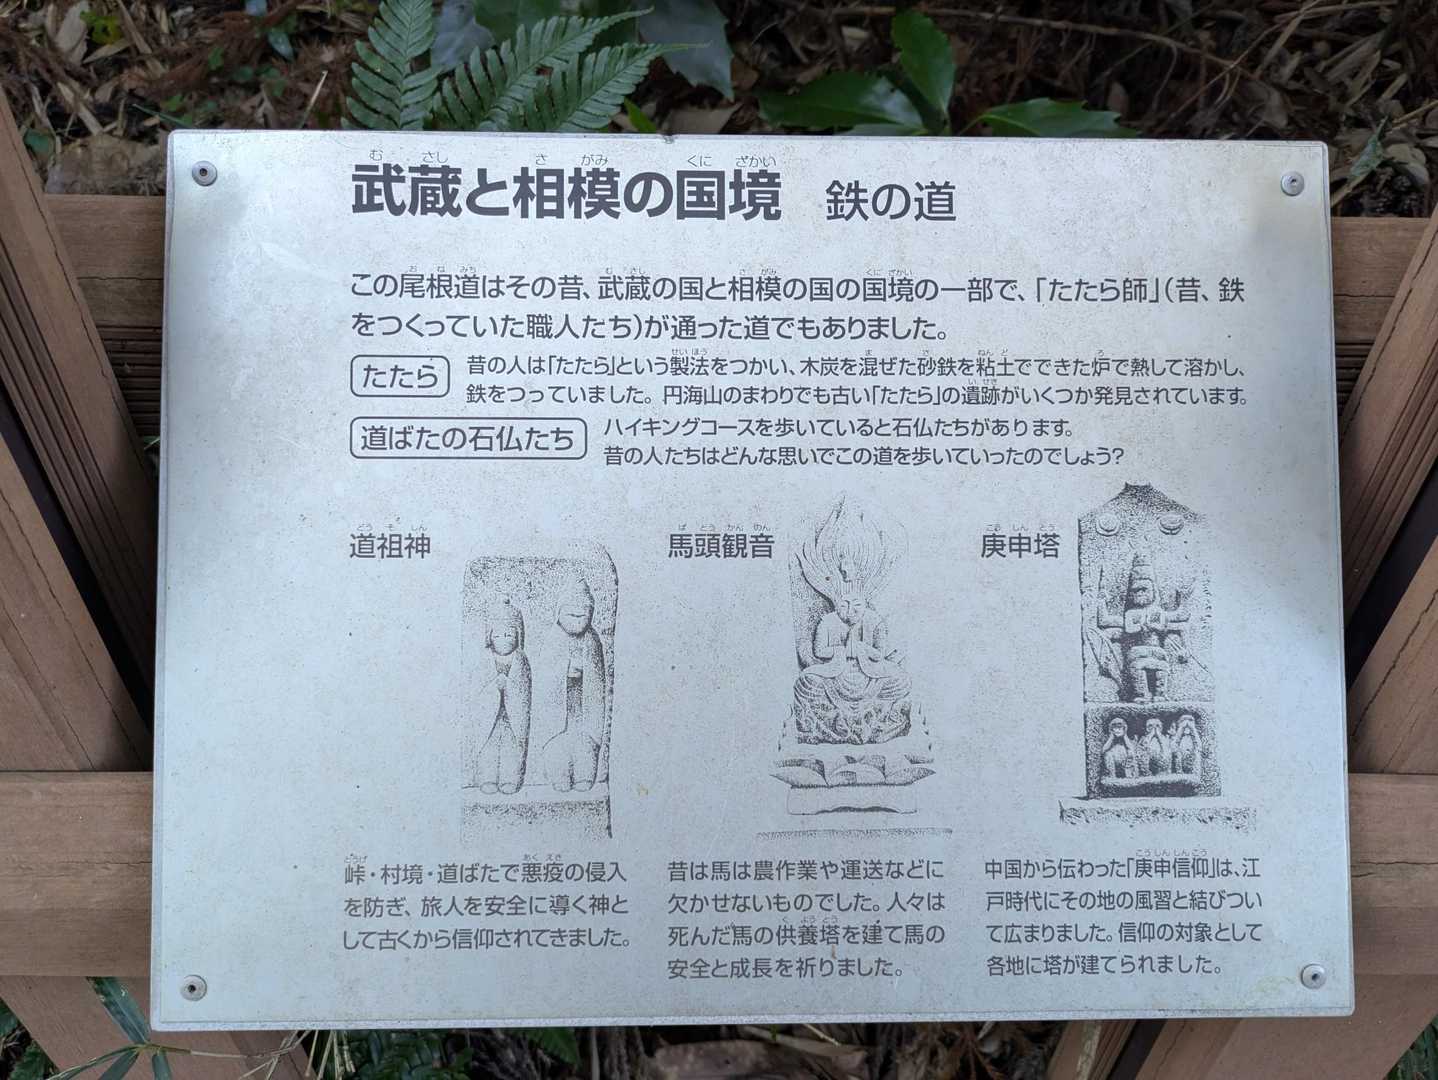 武蔵と相模の国境　鉄の道
この尾根道はその昔、武蔵の国と相模の国の国境の一部で、「たたら師」（昔、鉄
をつくっていた職人たち）が通った道でもありました。
たたら
昔の人は「たたら」という製法をつかい、木炭を混ぜた砂鉄を粘土でできた炉で熱して溶かし、
鉄をつっていました。円海山のまわりでも古い「たたら」の遺跡がいくつか発見されています。
道ばたの石仏たち
ハイキングコースを歩いていると石仏たちがあります。
昔の人たちはどんな思いでこの道を歩いていったのでしょう？
道祖神
峠・村境・道ばたで悪疫の侵入
を防ぎ、旅人を安全に導く神と
して古くから信仰されてきました。
馬頭観音
昔は馬は農作業や運送などに
欠かせないものでした。人々は
死んだ馬の供養塔を建て馬の
安全と成長を祈りました。
庚申塔
中国から伝わった「庚申信仰」は、江
戸時代にその地の風習と結びつい
て広まりました。信仰の対象として
各地に塔が建てられました。